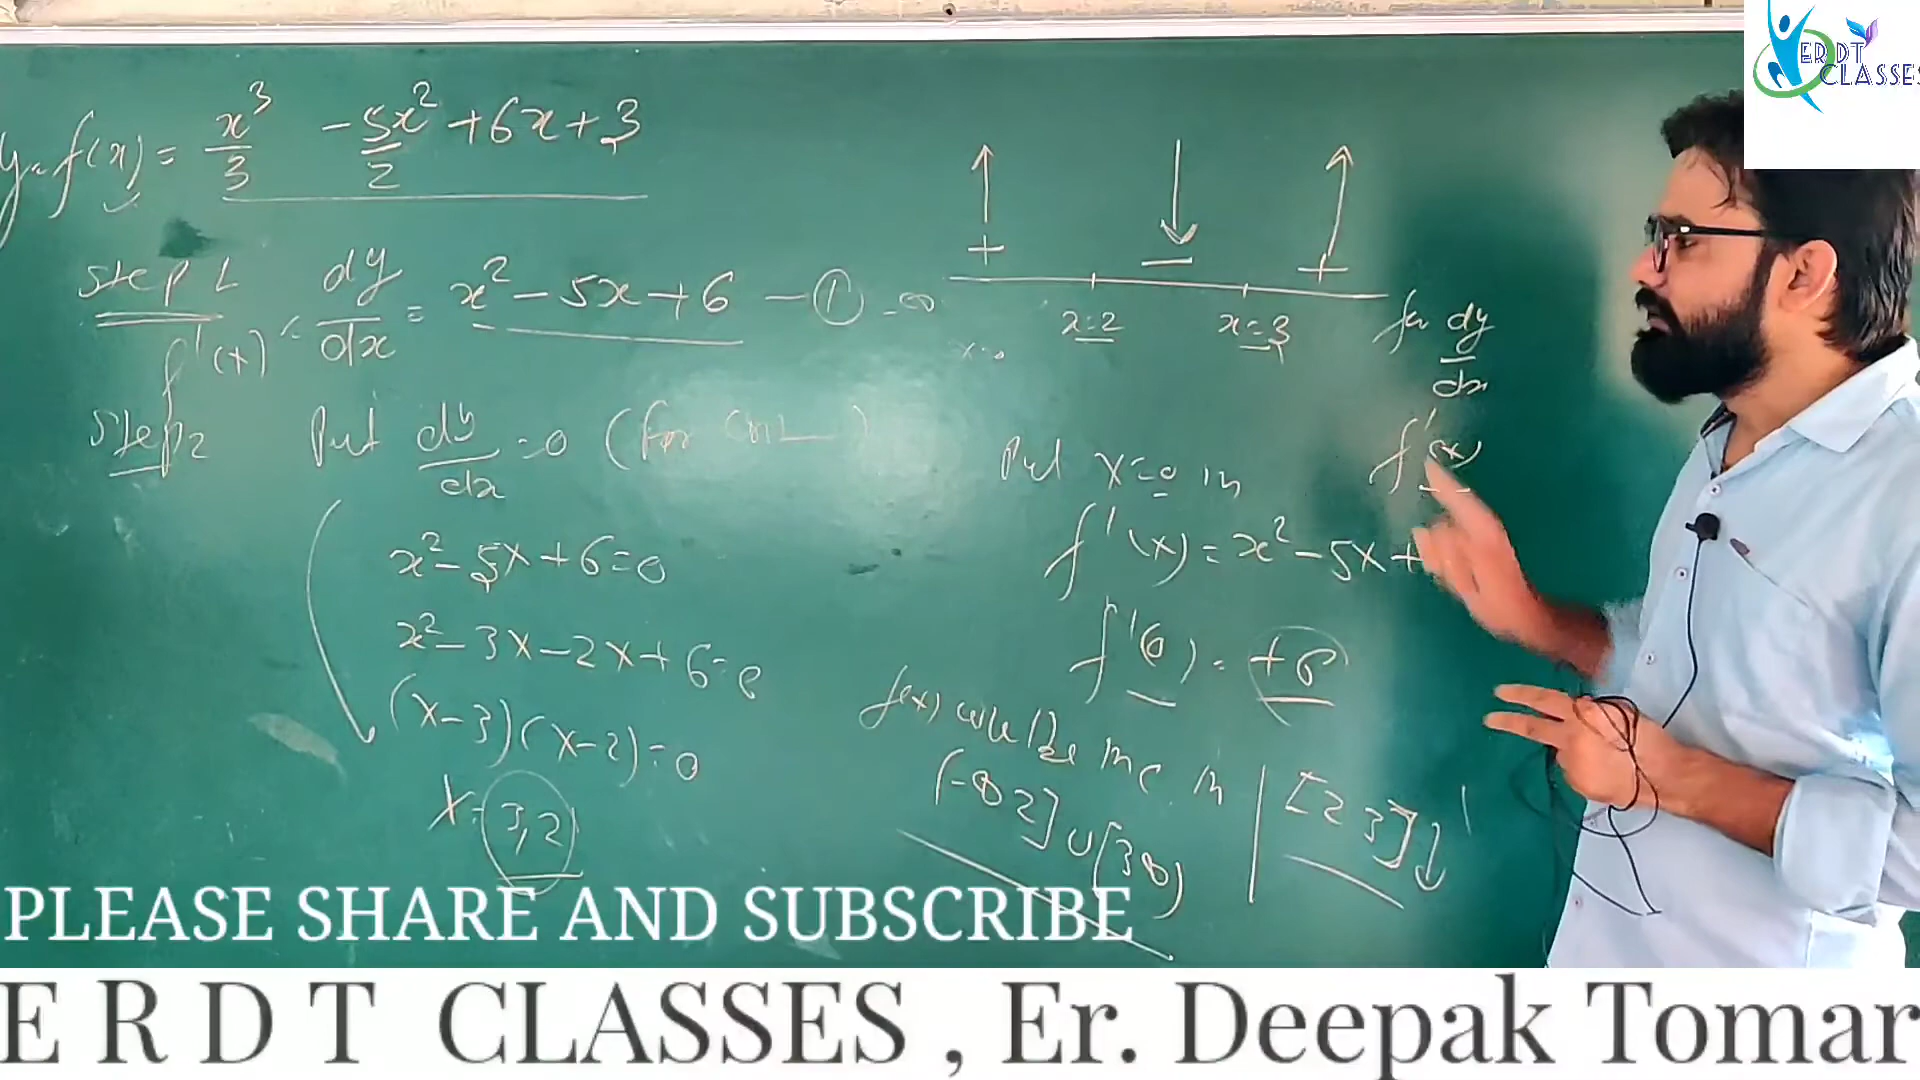 y = f(x) = x³/3 - 5x²/2 + 6x + 3
Step 1 dy/dx = x² - 5x + 6 - ①
f'(x) =
Step 2 Put dy/dx = 0 (for
x² - 5x + 6 = 0
x² - 3x - 2x + 6 = 0
(x-3)(x-2) = 0
x = 3,2
+ - +
-∞ x=2 x=3 for dy/dx
x=0
f'(x)
Put x=0 in
f'(x) = x² - 5x +
f'(0) = +6
f(x) will be inc in
(-∞ 2] ∪ [3 ∞) | [2 3] ↓
ER DT CLASSES
PLEASE SHARE AND SUBSCRIBE
E R D T CLASSES , Er. Deepak Tomar